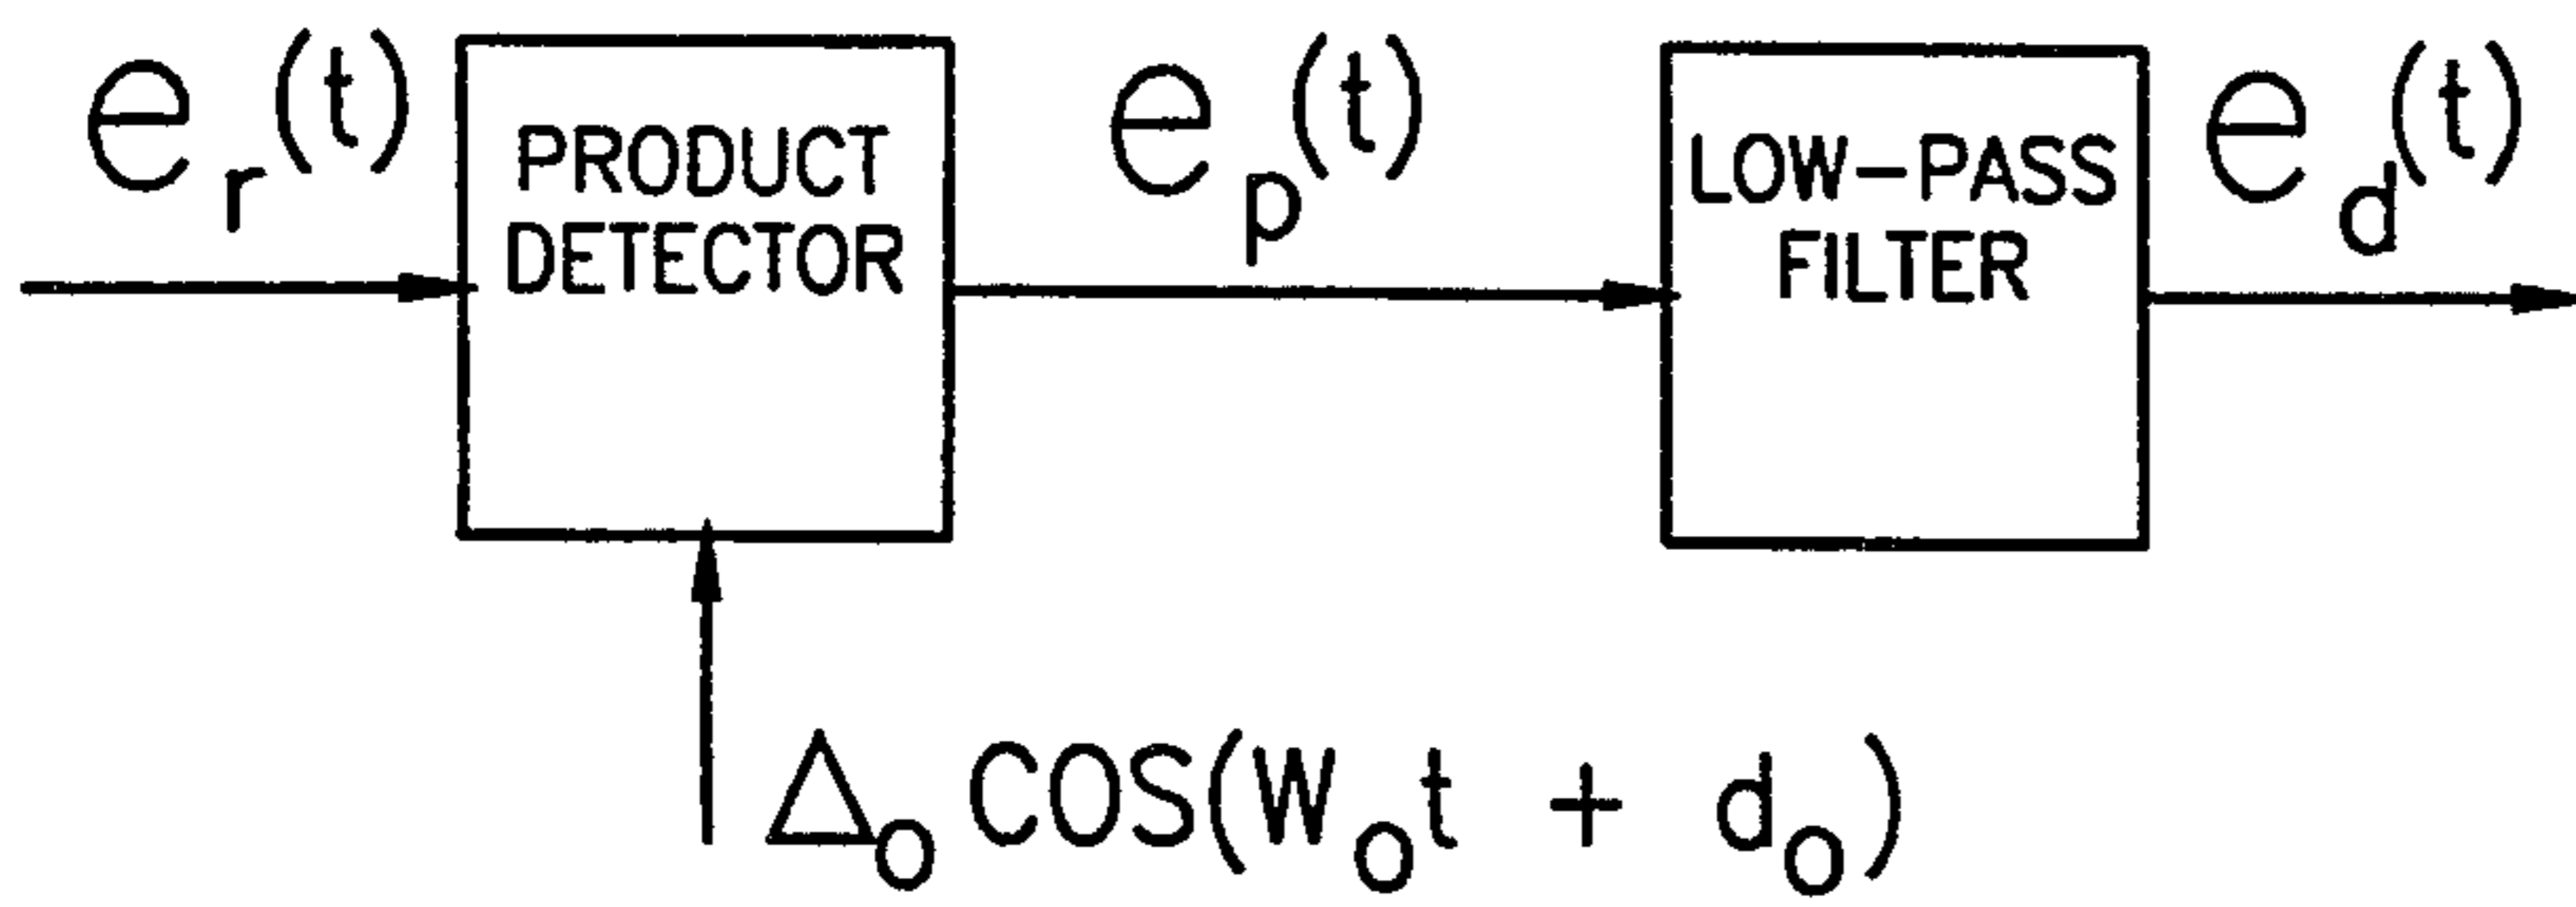 e_r(t)
PRODUCT
DETECTOR
e_p(t)
LOW-PASS
FILTER
e_d(t)
Δ_o COS(W_o t + d_o)